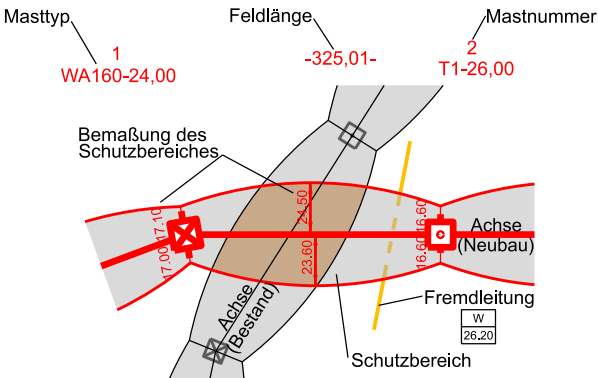 Masttyp
Feldlänge
Mastnummer
1
WA160-24,00
-325,01-
2
T1-26,00
Bemaßung des
Schutzbereiches
17.00
17.10
24.50
23.60
16.60
16.60
Achse
(Neubau)
Achse
(Bestand)
Fremdleitung
W
26.20
Schutzbereich